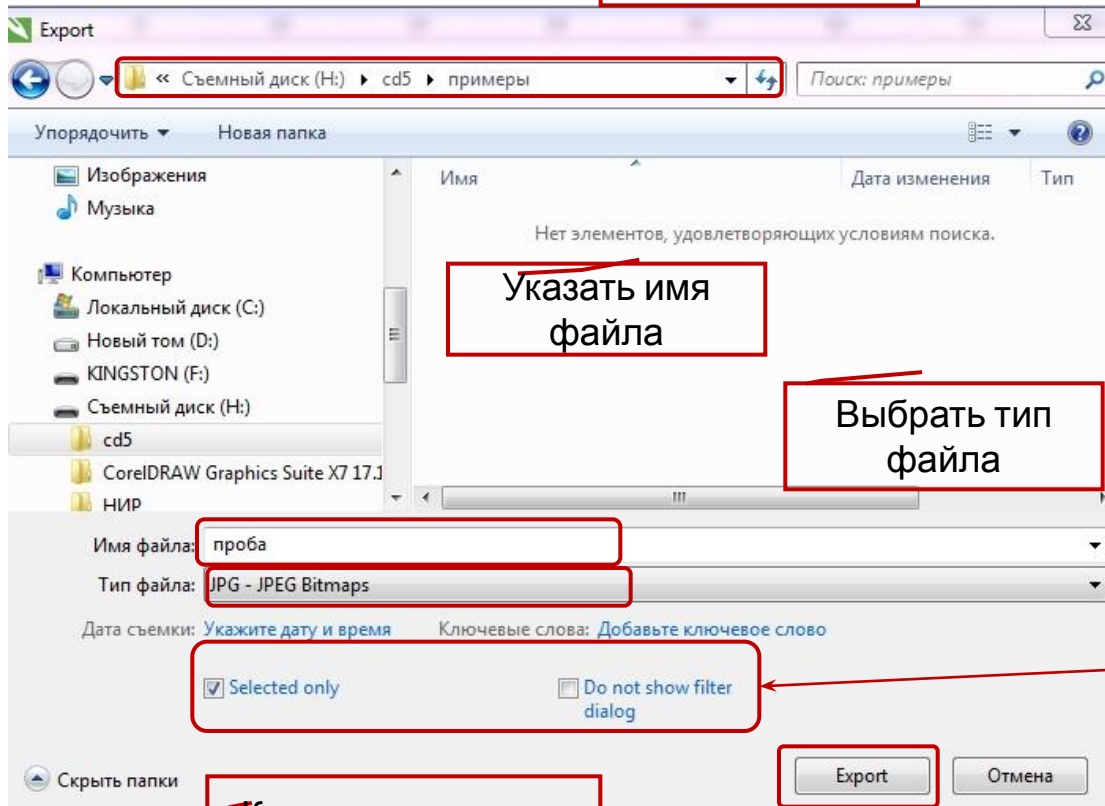 Export
« Съемный диск (H:) ▸ cd5 ▸ примеры
Поиск: примеры
Упорядочить ▾ Новая папка
Изображения
Музыка
Компьютер
Локальный диск (C:)
Новый том (D:)
KINGSTON (F:)
Съемный диск (H:)
cd5
CorelDRAW Graphics Suite X7 17.1
НИР
Имя Дата изменения Тип
Нет элементов, удовлетворяющих условиям поиска.
Указать имя
файла
Выбрать тип
файла
Имя файла: проба
Тип файла: JPG - JPEG Bitmaps
Дата съемки: Укажите дату и время Ключевые слова: Добавьте ключевое слово
Selected only
Do not show filter
dialog
Скрыть папки
Export Отмена